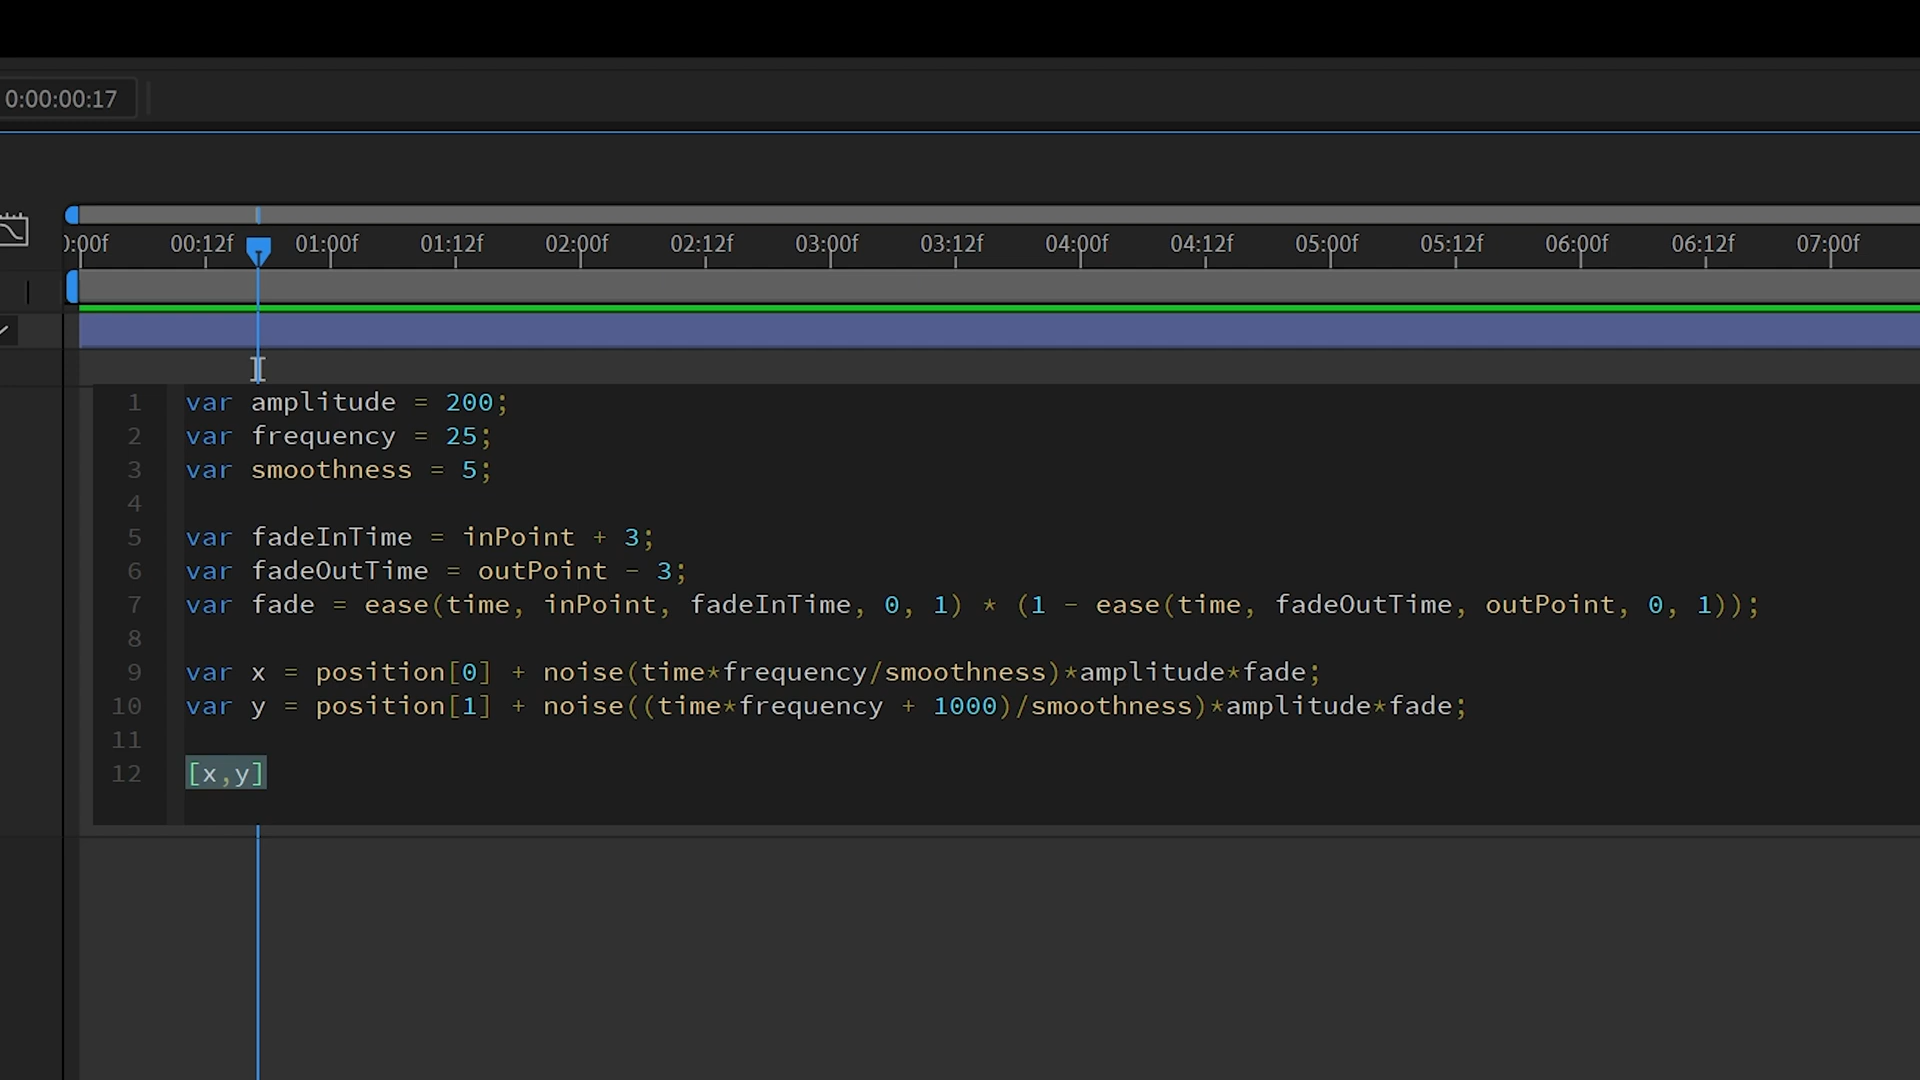 0:00:00:17
0:00f 00:12f 01:00f 01:12f 02:00f 02:12f 03:00f 03:12f 04:00f 04:12f 05:00f 05:12f 06:00f 06:12f 07:00f
1 var amplitude = 200;
2 var frequency = 25;
3 var smoothness = 5;
4
5 var fadeInTime = inPoint + 3;
6 var fadeOutTime = outPoint - 3;
7 var fade = ease(time, inPoint, fadeInTime, 0, 1) * (1 - ease(time, fadeOutTime, outPoint, 0, 1));
8
9 var x = position[0] + noise(time*frequency/smoothness)*amplitude*fade;
10 var y = position[1] + noise((time*frequency + 1000)/smoothness)*amplitude*fade;
11
12 [x,y]